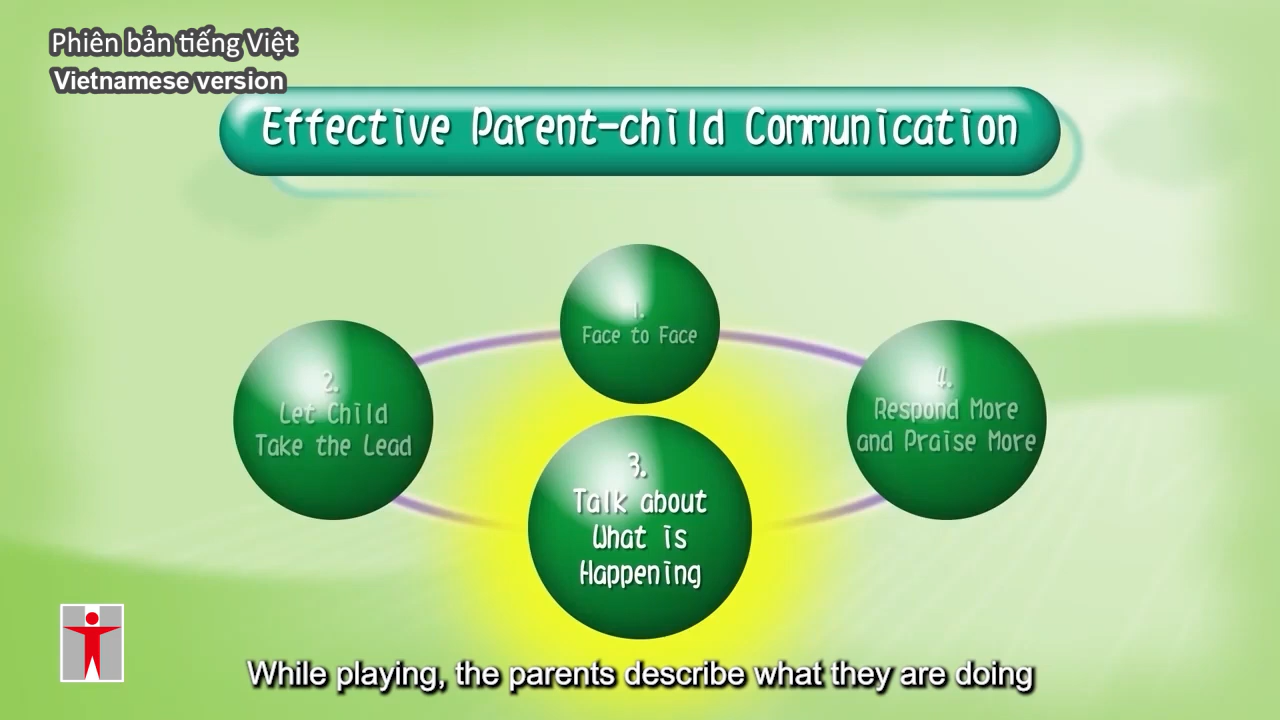 Phiên bản tiếng Việt
Vietnamese version
Effective Parent-child Communication
1.
Face to Face
2.
Let Child
Take the Lead
4.
Respond More
and Praise More
3.
Talk about
What is
Happening
While playing, the parents describe what they are doing